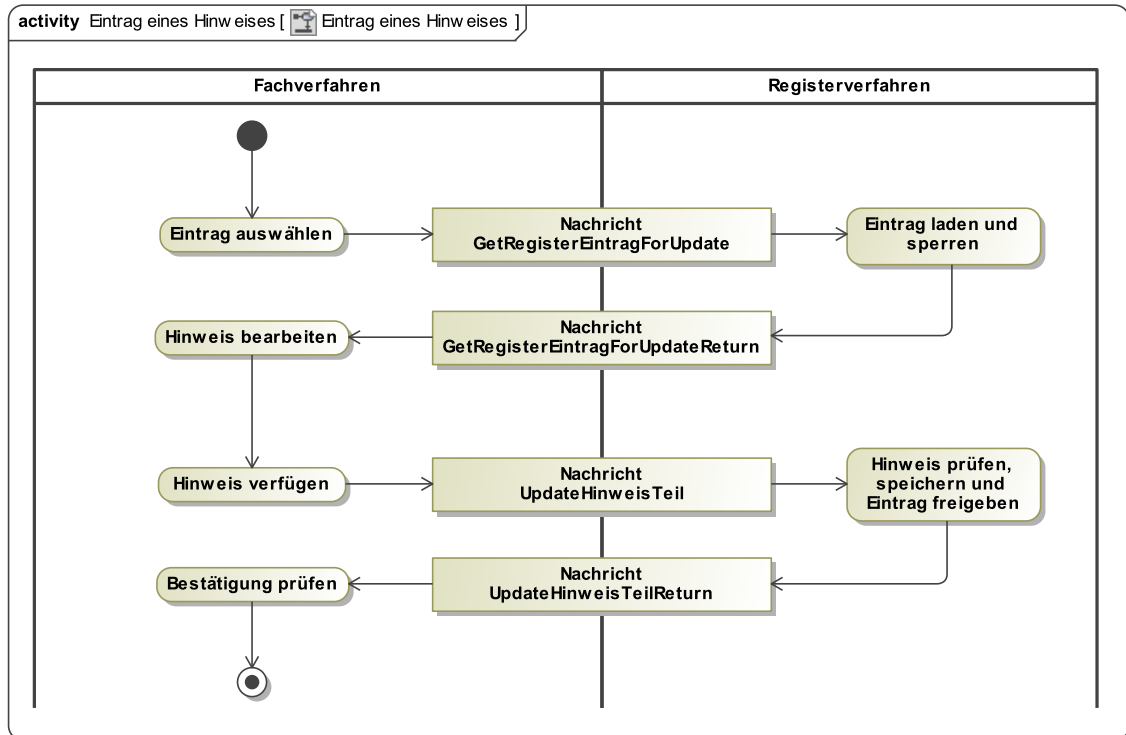 activity Eintrag eines Hinweises [ Eintrag eines Hinweises ]
Fachverfahren
Registerverfahren
Eintrag auswählen
Nachricht
GetRegisterEintragForUpdate
Eintrag laden und
sperren
Hinweis bearbeiten
Nachricht
GetRegisterEintragForUpdateReturn
Hinweis verfügen
Nachricht
UpdateHinweisTeil
Hinweis prüfen,
speichern und
Eintrag freigeben
Bestätigung prüfen
Nachricht
UpdateHinweisTeilReturn